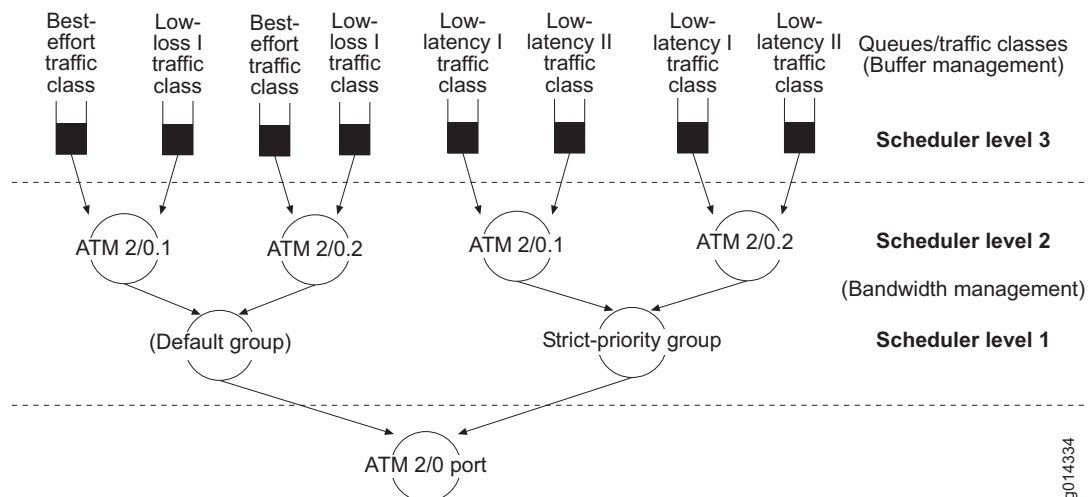 Best-
effort
traffic
class
Low-
loss I
traffic
class
Best-
effort
traffic
class
Low-
loss I
traffic
class
Low-
latency I
traffic
class
Low-
latency II
traffic
class
Low-
latency I
traffic
class
Low-
latency II
traffic
class
Queues/traffic classes
(Buffer management)
Scheduler level 3
ATM 2/0.1
ATM 2/0.2
ATM 2/0.1
ATM 2/0.2
Scheduler level 2
(Bandwidth management)
(Default group)
Strict-priority group
Scheduler level 1
ATM 2/0 port
g014334